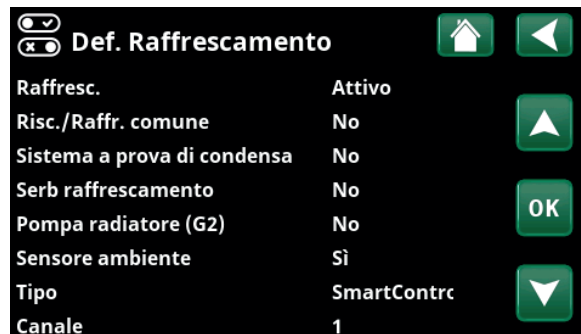 Def. Raffrescamento
Raffresc. Attivo
Risc./Raffr. comune No
Sistema a prova di condensa No
Serb raffrescamento No
Pompa radiatore (G2) No
OK
Sensore ambiente Sì
Tipo SmartContrc
Canale 1